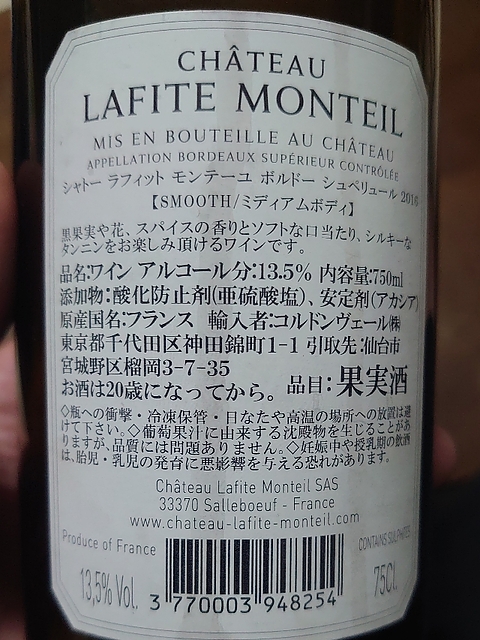 CHÂTEAU
LAFITE MONTEIL
MIS EN BOUTEILLE AU CHÂTEAU
APPELLATION BORDEAUX SUPÉRIEUR CONTRÔLÉE
シャトー ラフィット モンテーユ ボルドー シュペリュール 2016
【SMOOTH/ミディアムボディ】
黒果実や花、スパイスの香りとソフトな口当たり、シルキーな
タンニンをお楽しみ頂けるワインです。
品名:ワイン アルコール分:13.5% 内容量:750ml
添加物:酸化防止剤(亜硫酸塩)、安定剤(アカシア)
原産国名:フランス 輸入者:コルドンヴェール㈱
東京都千代田区神田錦町1-1 引取先:仙台市
宮城野区榴岡3-7-35
お酒は20歳になってから。 品目:果実酒
◇瓶への衝撃・冷凍保管・日なたや高温の場所への放置は避
けて下さい。◇葡萄果汁に由来する沈殿物を生じることがあ
りますが、品質には問題ありません。◇妊娠中や授乳期の飲酒
は、胎児・乳児の発育に悪影響を与える恐れがあります。
Château Lafite Monteil SAS
33370 Salleboeuf - France
www.chateau-lafite-monteil.com
Produce of France
CONTAINS SULPHITES
13,5% Vol.
75Cl.
3 770003 948254